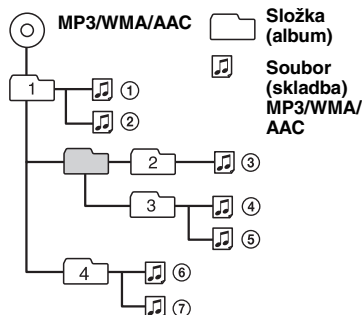 MP3/WMA/AAC
Složka
(album)
Soubor
(skladba)
MP3/WMA/
AAC
1
①
②
2
③
3
④
⑤
4
⑥
⑦